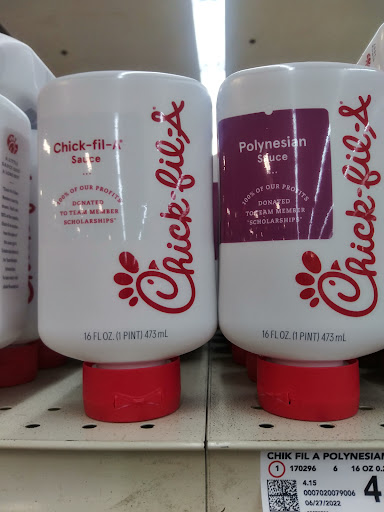 Chick-fil-A®
Sauce
100% OF OUR PROFITS
DONATED
TO TEAM MEMBER
SCHOLARSHIPS*
Chick-fil-A®
16 FL OZ. (1 PINT) 473 mL
Polynesian
Sauce
100% OF OUR PROFITS
DONATED
TO TEAM MEMBER
SCHOLARSHIPS*
Chick-fil-A®
16 FL OZ. (1 PINT) 473 mL
CHIK FIL A POLYNESIAN
1 170296 6 16 OZ
4.15
0007020079006
06/27/2022
4